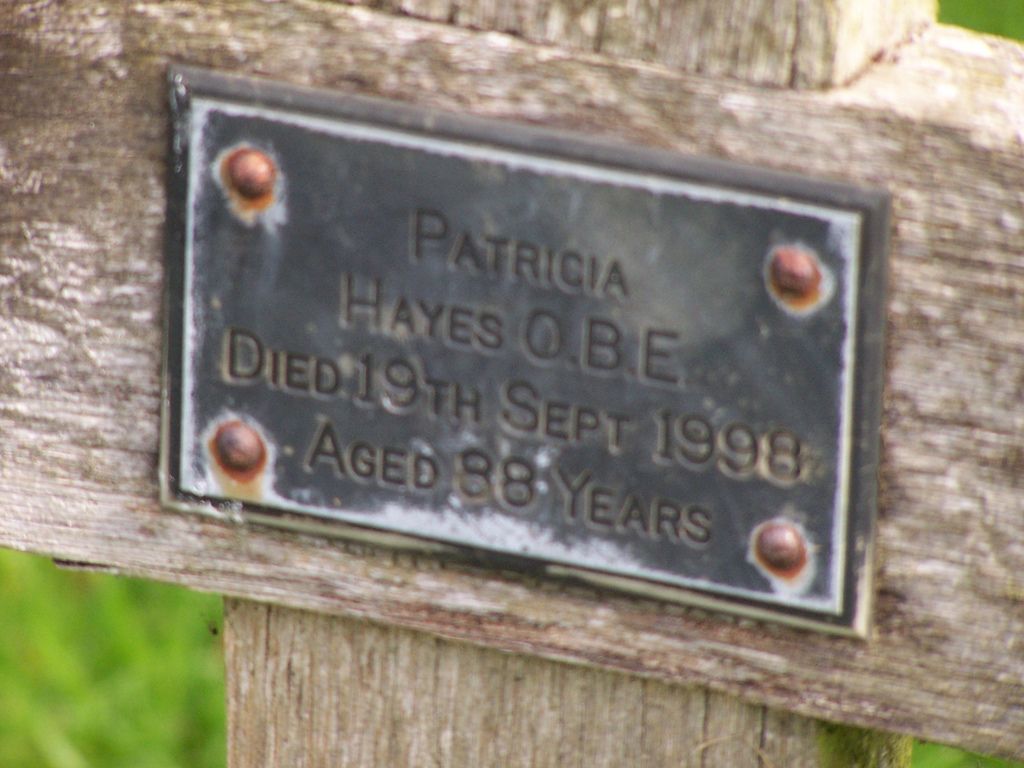 Patricia
Hayes O.B.E.
Died 19th Sept 1998
Aged 88 Years